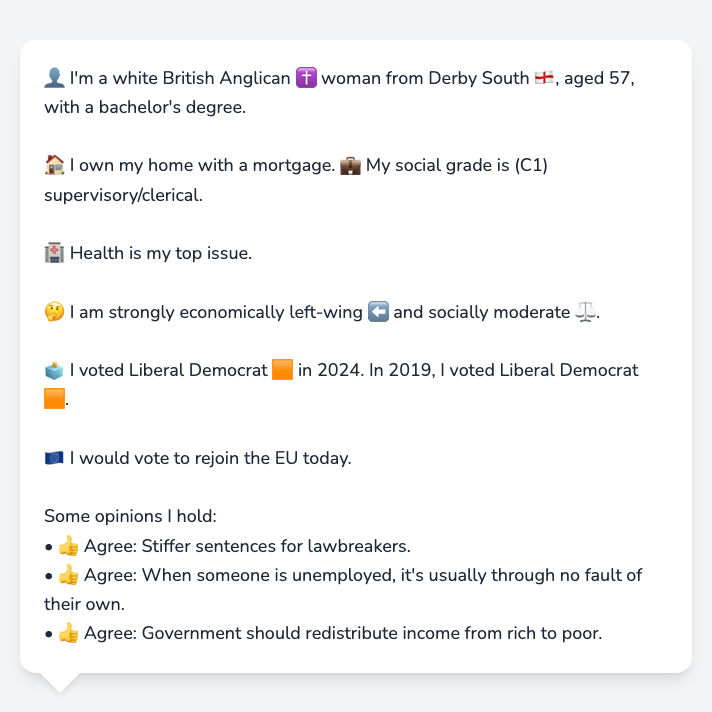 👤 I'm a white British Anglican ✝️ woman from Derby South 🏴󠁧󠁢󠁥󠁮󠁧󠁿, aged 57,
with a bachelor's degree.
🏠 I own my home with a mortgage. 💼 My social grade is (C1)
supervisory/clerical.
🏥 Health is my top issue.
🤔 I am strongly economically left-wing ⬅️ and socially moderate ⚖️.
🗳️ I voted Liberal Democrat 🟧 in 2024. In 2019, I voted Liberal Democrat
🟧.
🇪🇺 I would vote to rejoin the EU today.
Some opinions I hold:
• 👍 Agree: Stiffer sentences for lawbreakers.
• 👍 Agree: When someone is unemployed, it's usually through no fault of
their own.
• 👍 Agree: Government should redistribute income from rich to poor.